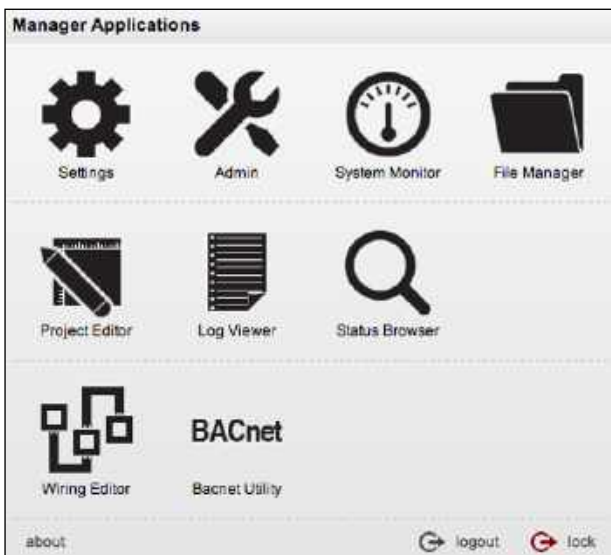 Manager Applications
Settings Admin System Monitor File Manager
Project Editor Log Viewer Status Browser
BACnet
Wiring Editor Bacnet Utility
about logout lock